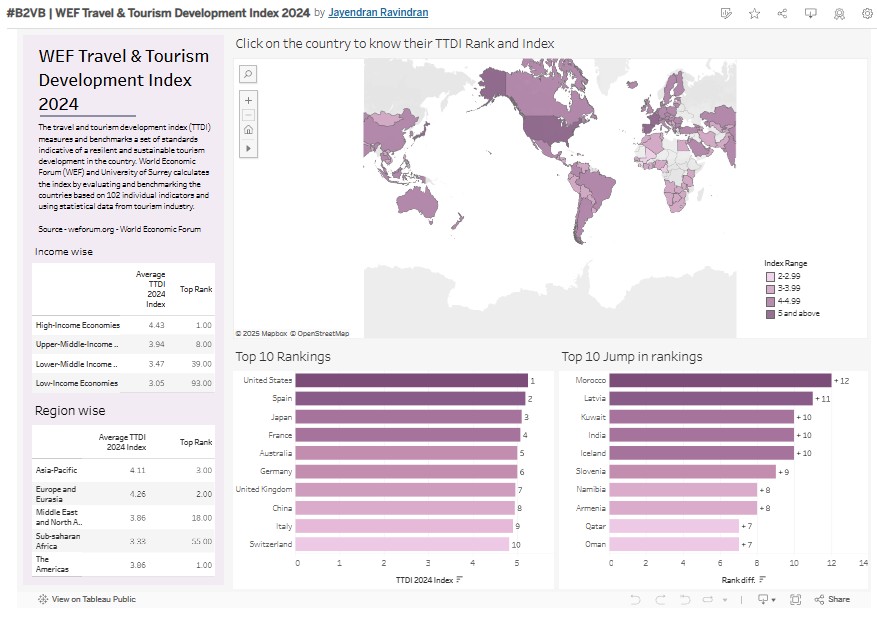 #B2VB | WEF Travel & Tourism Development Index 2024 by Jayendran Ravindran
WEF Travel & Tourism
Development Index
2024
The travel and tourism development index (TTDI)
measures and benchmarks a set of standards
indicative of a resilient and sustainable tourism
development in the country. World Economic
Forum (WEF) and University of Surrey calculates
the index by evaluating and benchmarking the
countries based on 102 individual indicators and
using statistical data from tourism industry.
Source - weforum.org - World Economic Forum
Income wise
Average
TTDI
2024
Index
Top Rank
High-Income Economies 4.43 1.00
Upper-Middle-Income .. 3.94 8.00
Lower-Middle Income .. 3.47 39.00
Low-Income Economies 3.05 93.00
Region wise
Average TTDI
2024 Index
Top Rank
Asia-Pacific 4.11 3.00
Europe and
Eurasia
4.26 2.00
Middle East
and North A..
3.86 18.00
Sub-saharan
Africa
3.33 55.00
The
Americas
3.86 1.00
Click on the country to know their TTDI Rank and Index
© 2025 Mapbox © OpenStreetMap
Index Range
2-2.99
3-3.99
4-4.99
5 and above
Top 10 Rankings
United States 1
Spain 2
Japan 3
France 4
Australia 5
Germany 6
United Kingdom 7
China 8
Italy 9
Switzerland 10
0 1 2 3 4 5
TTDI 2024 Index
Top 10 Jump in rankings
Morocco + 12
Latvia + 11
Kuwait + 10
India + 10
Iceland + 10
Slovenia + 9
Namibia + 8
Armenia + 8
Qatar + 7
Oman + 7
0 2 4 6 8 10 12 14
Rank diff.
View on Tableau Public
Share